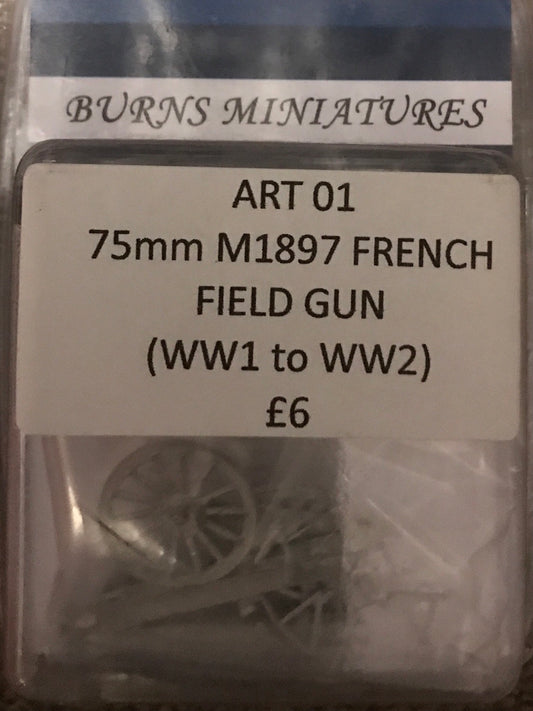 BURNS MINIATURES
ART 01
75mm M1897 FRENCH
FIELD GUN
(WW1 to WW2)
£6